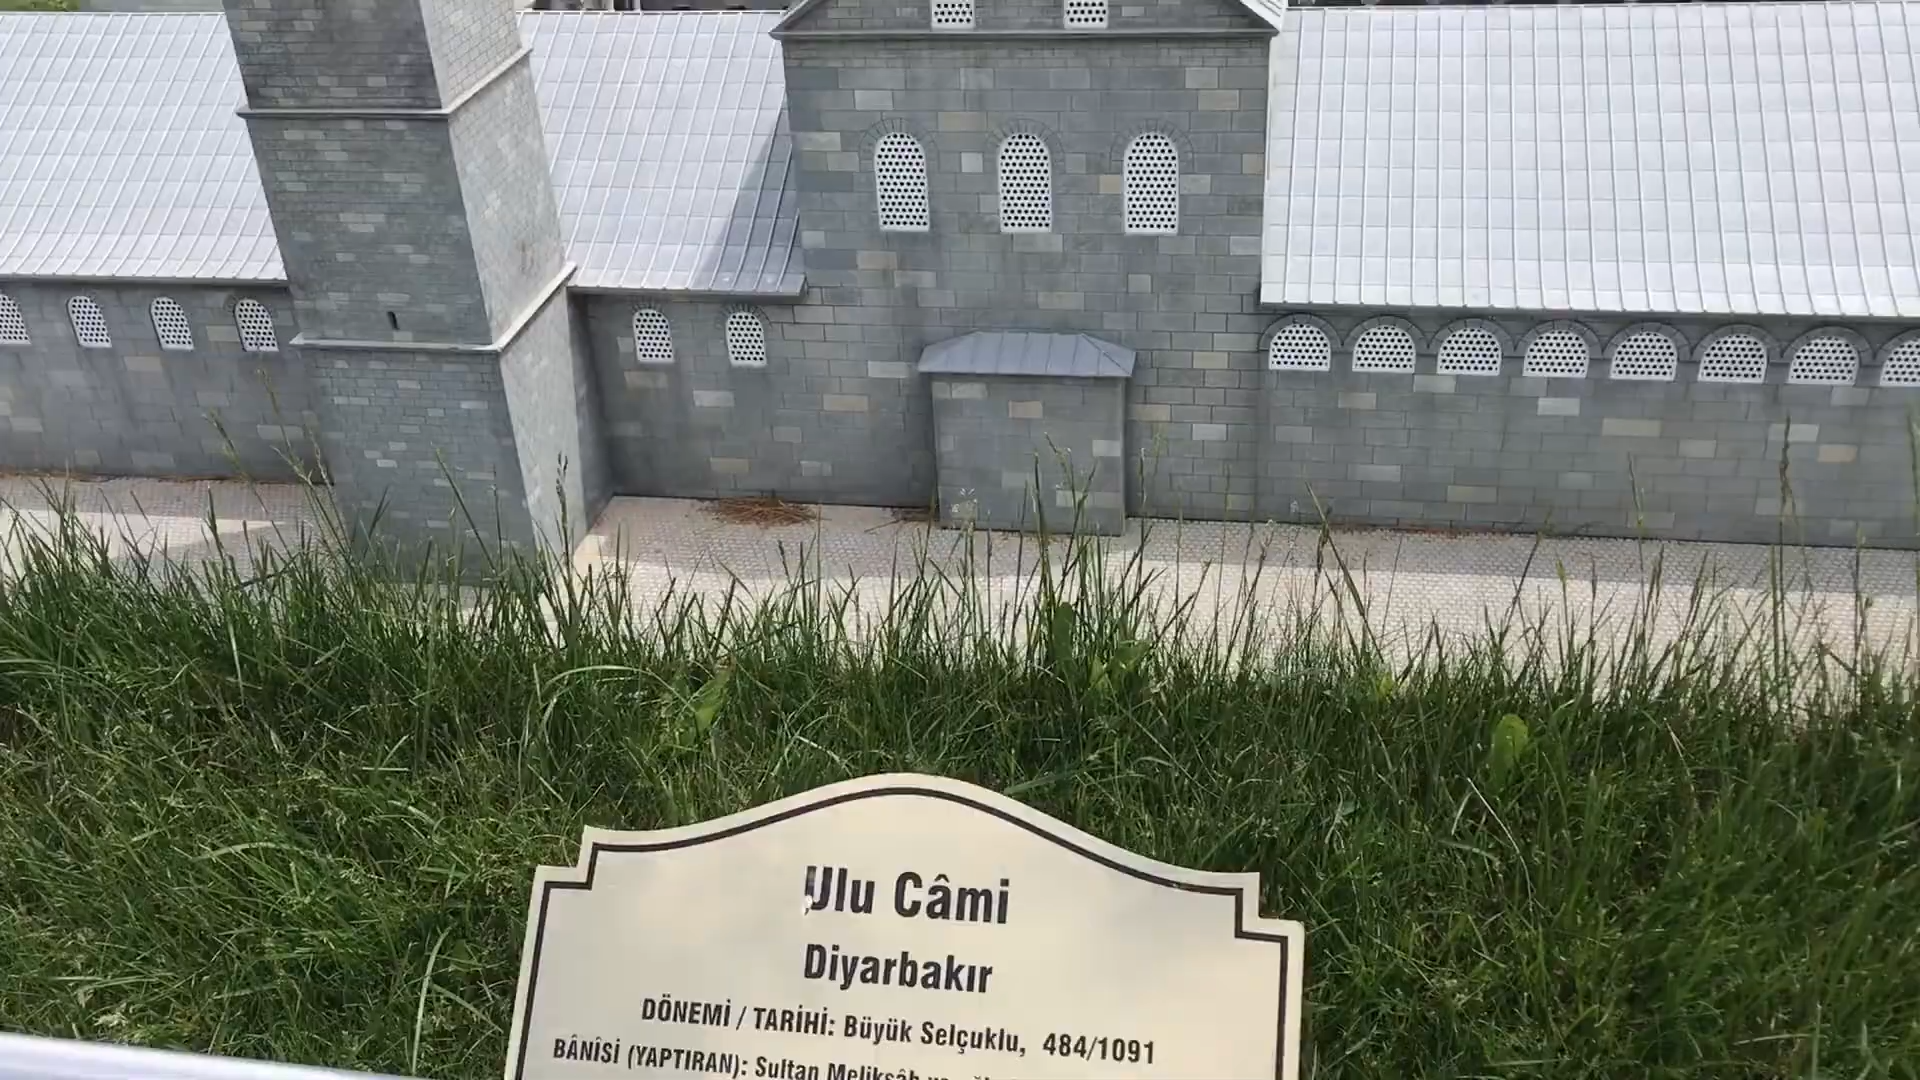 Ulu Câmi
Diyarbakır
DÖNEMİ / TARİHİ: Büyük Selçuklu, 484/1091
BÂNÎSİ (YAPTIRAN): Sultan Melikşâh